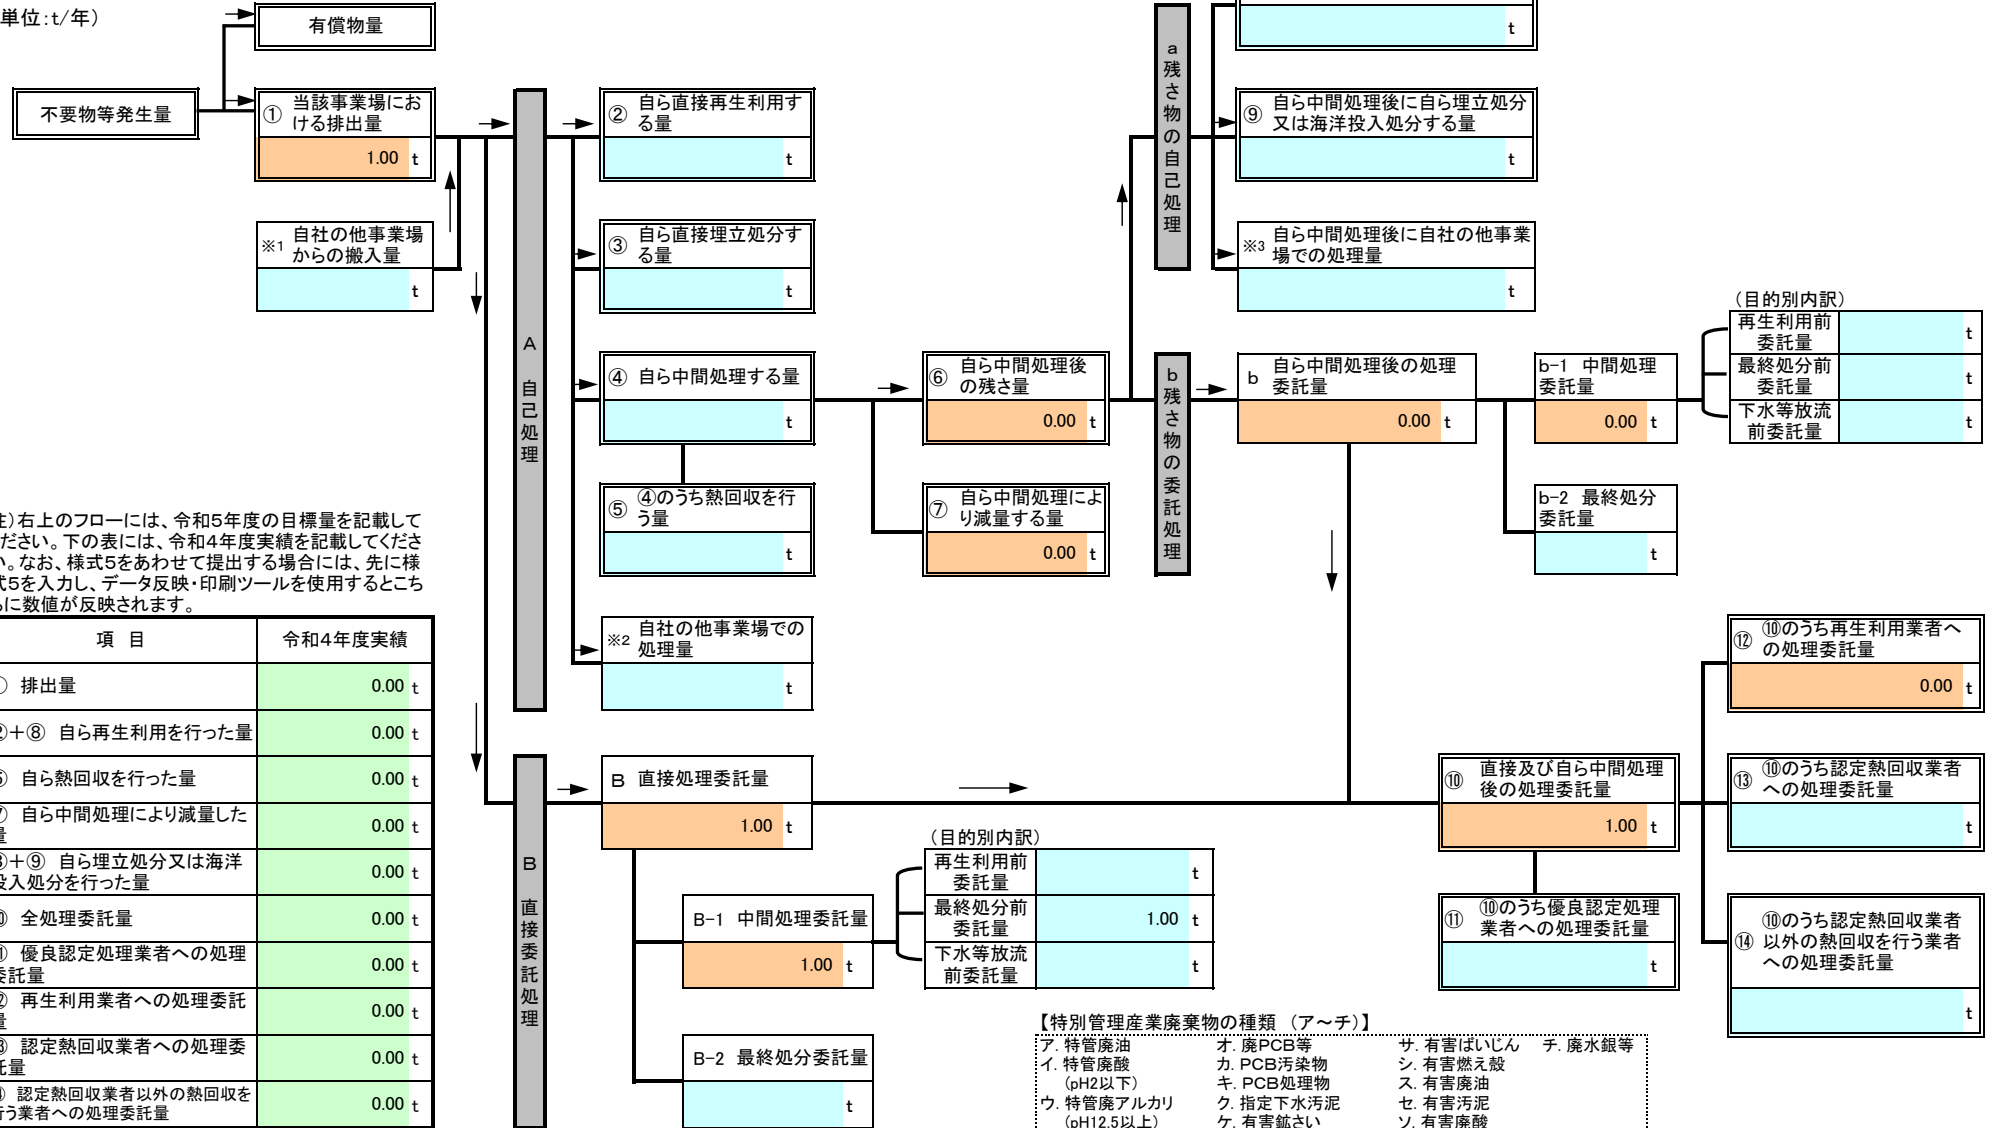 単位:t/年)
有償物量
不要物等発生量
① 当該事業場にお
ける排出量
1.00 t
※1 自社の他事業場
からの搬入量
t
A 自己処理
② 自ら直接再生利用す
る量
t
③ 自ら直接埋立処分す
る量
t
④ 自ら中間処理する量
t
⑤ ④のうち熱回収を行
う量
t
※2 自社の他事業場での
処理量
t
⑥ 自ら中間処理後
の残さ量
0.00 t
⑦ 自ら中間処理によ
り減量する量
0.00 t
a 残さ物の自己処理
t
⑨ 自ら中間処理後に自ら埋立処分
又は海洋投入処分する量
t
※3 自ら中間処理後に自社の他事業
場での処理量
t
b 残さ物の委託処理
b 自ら中間処理後の処理
委託量
0.00 t
b-1 中間処理
委託量
0.00 t
(目的別内訳)
再生利用前
委託量
t
最終処分前
委託量
t
下水等放流
前委託量
t
b-2 最終処分
委託量
t
)右上のフローには、令和5年度の目標量を記載して
ださい。下の表には、令和4年度実績を記載してくださ
。なお、様式5をあわせて提出する場合には、先に様
5を入力し、データ反映・印刷ツールを使用するとこち
に数値が反映されます。
項 目 令和4年度実績
排出量 0.00 t
+⑧ 自ら再生利用を行った量 0.00 t
自ら熱回収を行った量 0.00 t
自ら中間処理により減量した
0.00 t
+⑨ 自ら埋立処分又は海洋
投入処分を行った量 0.00 t
全処理委託量 0.00 t
優良認定処理業者への処理
委託量 0.00 t
再生利用業者への処理委託
0.00 t
認定熱回収業者への処理委
託量 0.00 t
認定熱回収業者以外の熱回収を
行う業者への処理委託量 0.00 t
B 直接委託処理
B 直接処理委託量
1.00 t
B-1 中間処理委託量
1.00 t
(目的別内訳)
再生利用前
委託量
t
最終処分前
委託量
1.00 t
下水等放流
前委託量
t
B-2 最終処分委託量
t
⑩ 直接及び自ら中間処理
後の処理委託量
1.00 t
⑪ ⑩のうち優良認定処理
業者への処理委託量
t
⑫ ⑩のうち再生利用業者へ
の処理委託量
0.00 t
⑬ ⑩のうち認定熱回収業者
への処理委託量
t
⑭ ⑩のうち認定熱回収業者
以外の熱回収を行う業者
への処理委託量
t
【特別管理産業廃棄物の種類 (ア~チ)】
ア. 特管廃油 オ. 廃PCB等 サ. 有害ばいじん チ. 廃水銀等
イ. 特管廃酸 カ. PCB汚染物 シ. 有害燃え殻
(pH2以下) キ. PCB処理物 ス. 有害廃油
ウ. 特管廃アルカリ ク. 指定下水汚泥 セ. 有害汚泥
(pH12.5以上) ケ. 有害鉱さい ソ. 有害廃酸